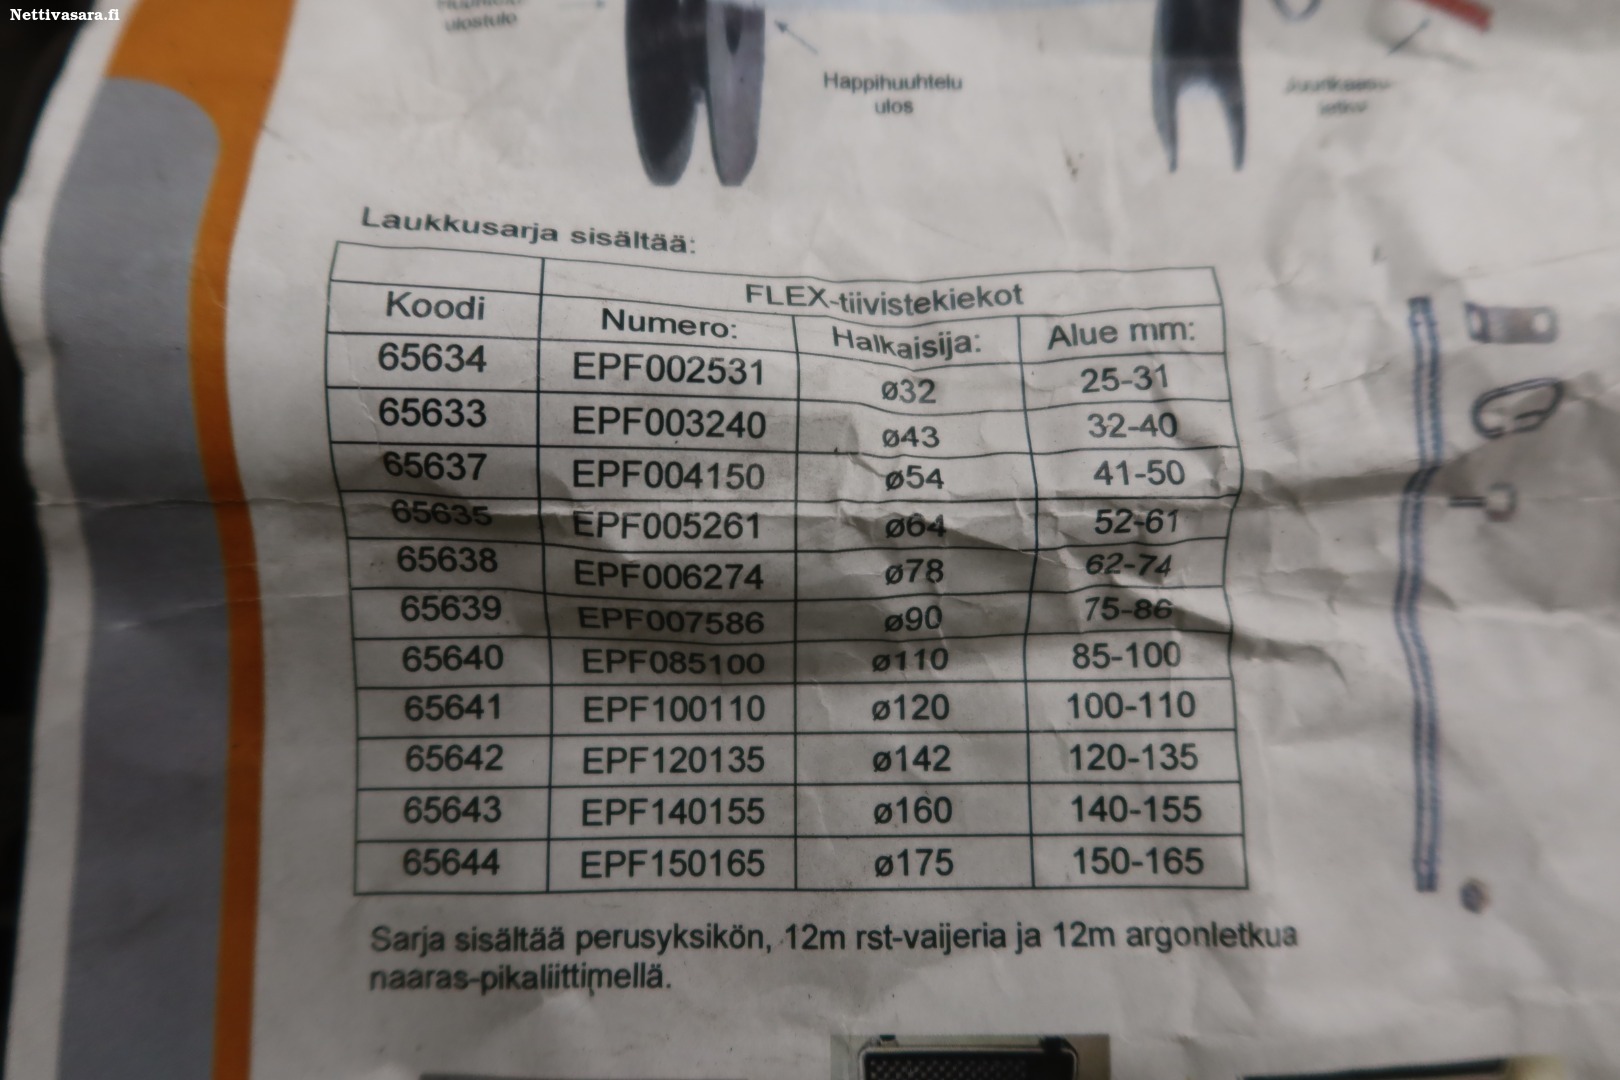 Nettivasara.fi
ulostulo
Happihuuhtelu
ulos
Laukkusarja sisältää:
FLEX-tiivistekiekot
Koodi Numero: Halkaisija: Alue mm:
65634 EPF002531 ø32 25-31
65633 EPF003240 ø43 32-40
65637 EPF004150 ø54 41-50
65635 EPF005261 ø64 52-61
65638 EPF006274 ø78 62-74
65639 EPF007586 ø90 75-86
65640 EPF085100 ø110 85-100
65641 EPF100110 ø120 100-110
65642 EPF120135 ø142 120-135
65643 EPF140155 ø160 140-155
65644 EPF150165 ø175 150-165
Sarja sisältää perusyksikön, 12m rst-vaijeria ja 12m argonletkua
naaras-pikaliittimellä.